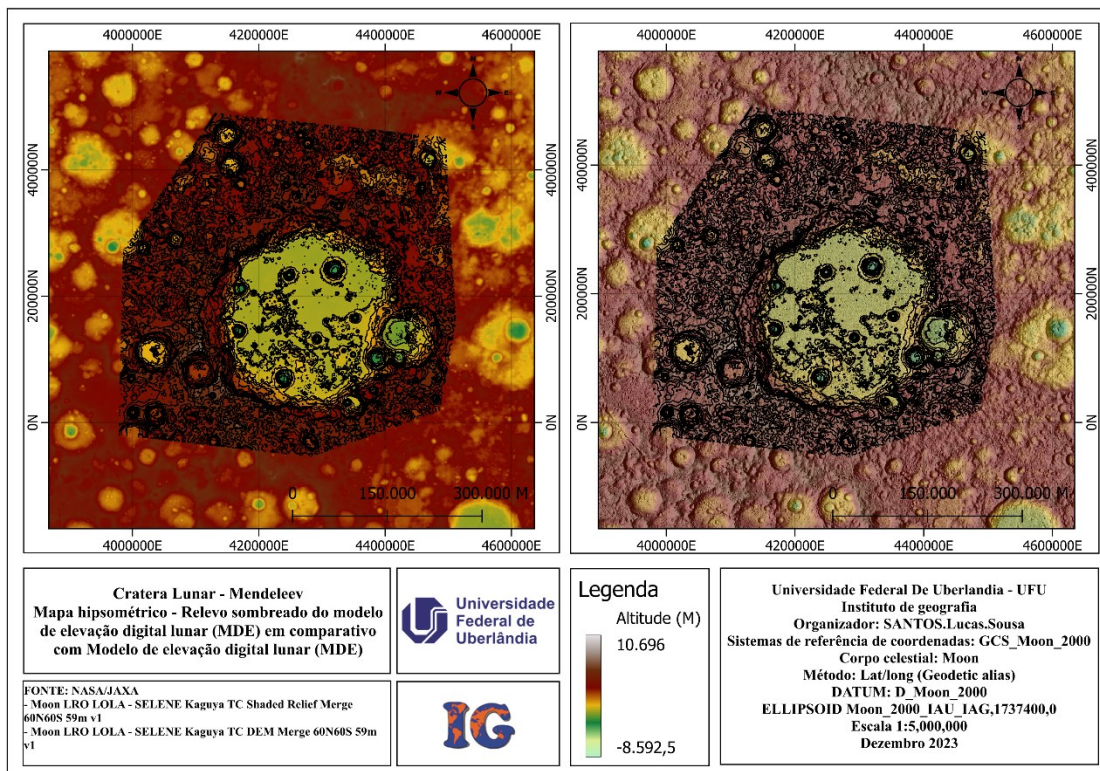 4000000E 4200000E 4400000E 4600000E
4000000E 4200000E 4400000E 4600000E
N
W E
S
N
W E
S
400000N
400000N
400000N
400000N
200000N
200000N
200000N
200000N
0N
0N
0N
0N
0 150.000 300.000 M
0 150.000 300.000 M
4000000E 4200000E 4400000E 4600000E
4000000E 4200000E 4400000E 4600000E
Cratera Lunar - Mendeleev
Mapa hipsométrico - Relevo sombreado do modelo
de elevação digital lunar (MDE) em comparativo
com Modelo de elevação digital lunar (MDE)
Universidade
Federal de
Uberlândia
FONTE: NASA/JAXA
- Moon LRO LOLA - SELENE Kaguya TC Shaded Relief Merge
60N60S 59m v1
- Moon LRO LOLA - SELENE Kaguya TC DEM Merge 60N60S 59m
v1
IG
Legenda
Altitude (M)
10.696
-8.592,5
Universidade Federal De Uberlandia - UFU
Instituto de geografia
Organizador: SANTOS.Lucas.Sousa
Sistemas de referência de coordenadas: GCS_Moon_2000
Corpo celestial: Moon
Método: Lat/long (Geodetic alias)
DATUM: D_Moon_2000
ELLIPSOID Moon_2000_IAU_IAG,1737400,0
Escala 1:5,000,000
Dezembro 2023